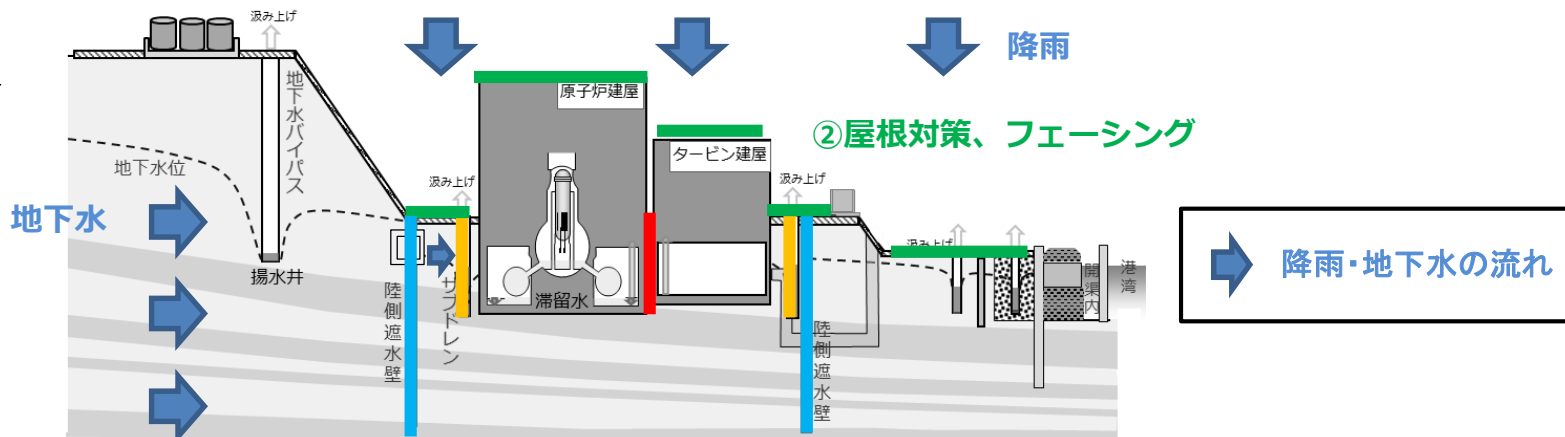 汲み上げ
降雨
地下水バイパス
原子炉建屋
②屋根対策、フェーシング
タービン建屋
地下水位
汲み上げ
汲み上げ
地下水
汲み上げ
降雨・地下水の流れ
揚水井
サブドレン
滞留水
開渠内
港湾
陸側遮水壁
陸側遮水壁